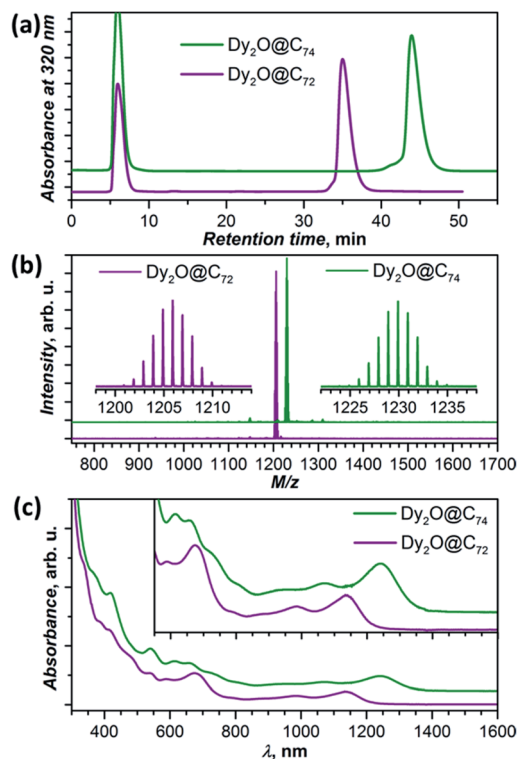 (a)
Dy₂O@C₇₄
Dy₂O@C₇₂
Absorbance at 320 nm
0 10 20 30 40 50
Retention time, min
(b)
Dy₂O@C₇₂
Dy₂O@C₇₄
Intensity, arb. u.
1200 1205 1210
1225 1230 1235
800 900 1000 1100 1200 1300 1400 1500 1600 1700
M/z
(c)
Dy₂O@C₇₄
Dy₂O@C₇₂
Absorbance, arb. u.
400 600 800 1000 1200 1400 1600
λ, nm